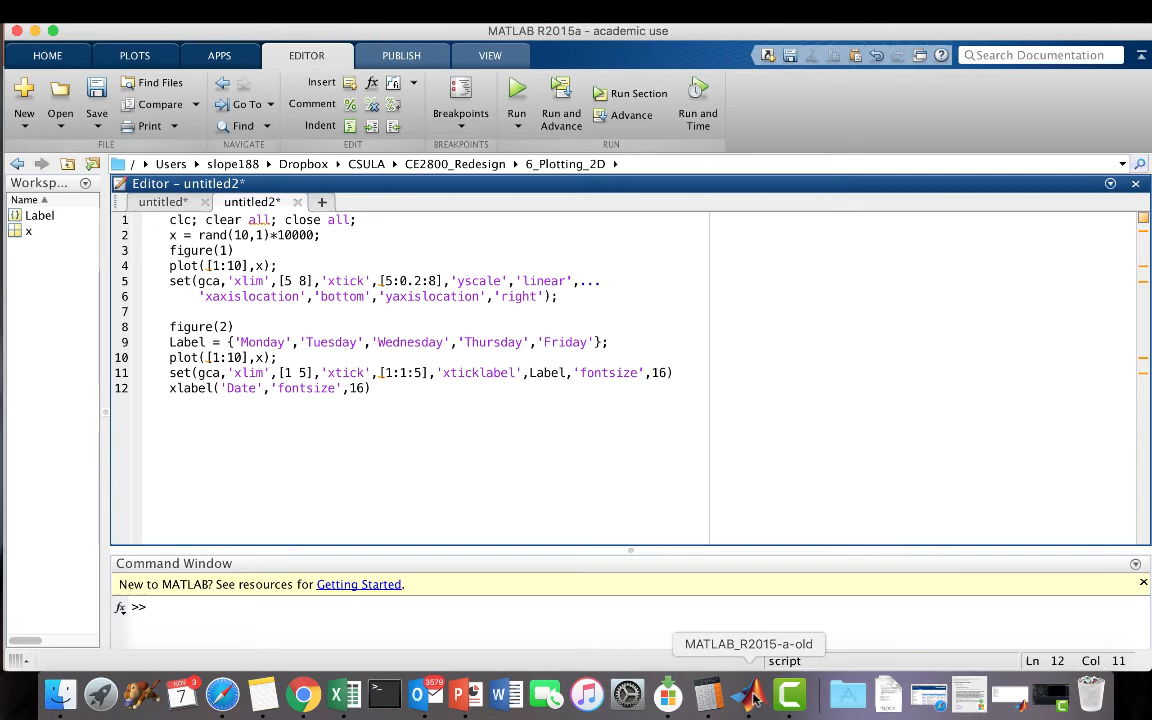 MATLAB R2015a - academic use
HOME PLOTS APPS EDITOR PUBLISH VIEW
Search Documentation
New Open Save Find Files Compare Print
Go To Find
Insert fx Comment Indent
Breakpoints
Run Run and Advance Run Section Advance Run and Time
FILE NAVIGATE EDIT BREAKPOINTS RUN
/ Users slope188 Dropbox CSULA CE2800_Redesign 6_Plotting_2D
Worksp...
Name
Label
x
Editor - untitled2*
untitled* untitled2*
1 clc; clear all; close all;
2 x = rand(10,1)*10000;
3 figure(1)
4 plot([1:10],x);
5 set(gca,'xlim',[5 8],'xtick',[5:0.2:8],'yscale','linear',...
6 'xaxislocation','bottom','yaxislocation','right');
7
8 figure(2)
9 Label = {'Monday','Tuesday','Wednesday','Thursday','Friday'};
10 plot([1:10],x);
11 set(gca,'xlim',[1 5],'xtick',[1:1:5],'xticklabel',Label,'fontsize',16)
12 xlabel('Date','fontsize',16)
Command Window
New to MATLAB? See resources for Getting Started.
fx >>
MATLAB_R2015-a-old
script Ln 12 Col 11
NOV 7 3
3679